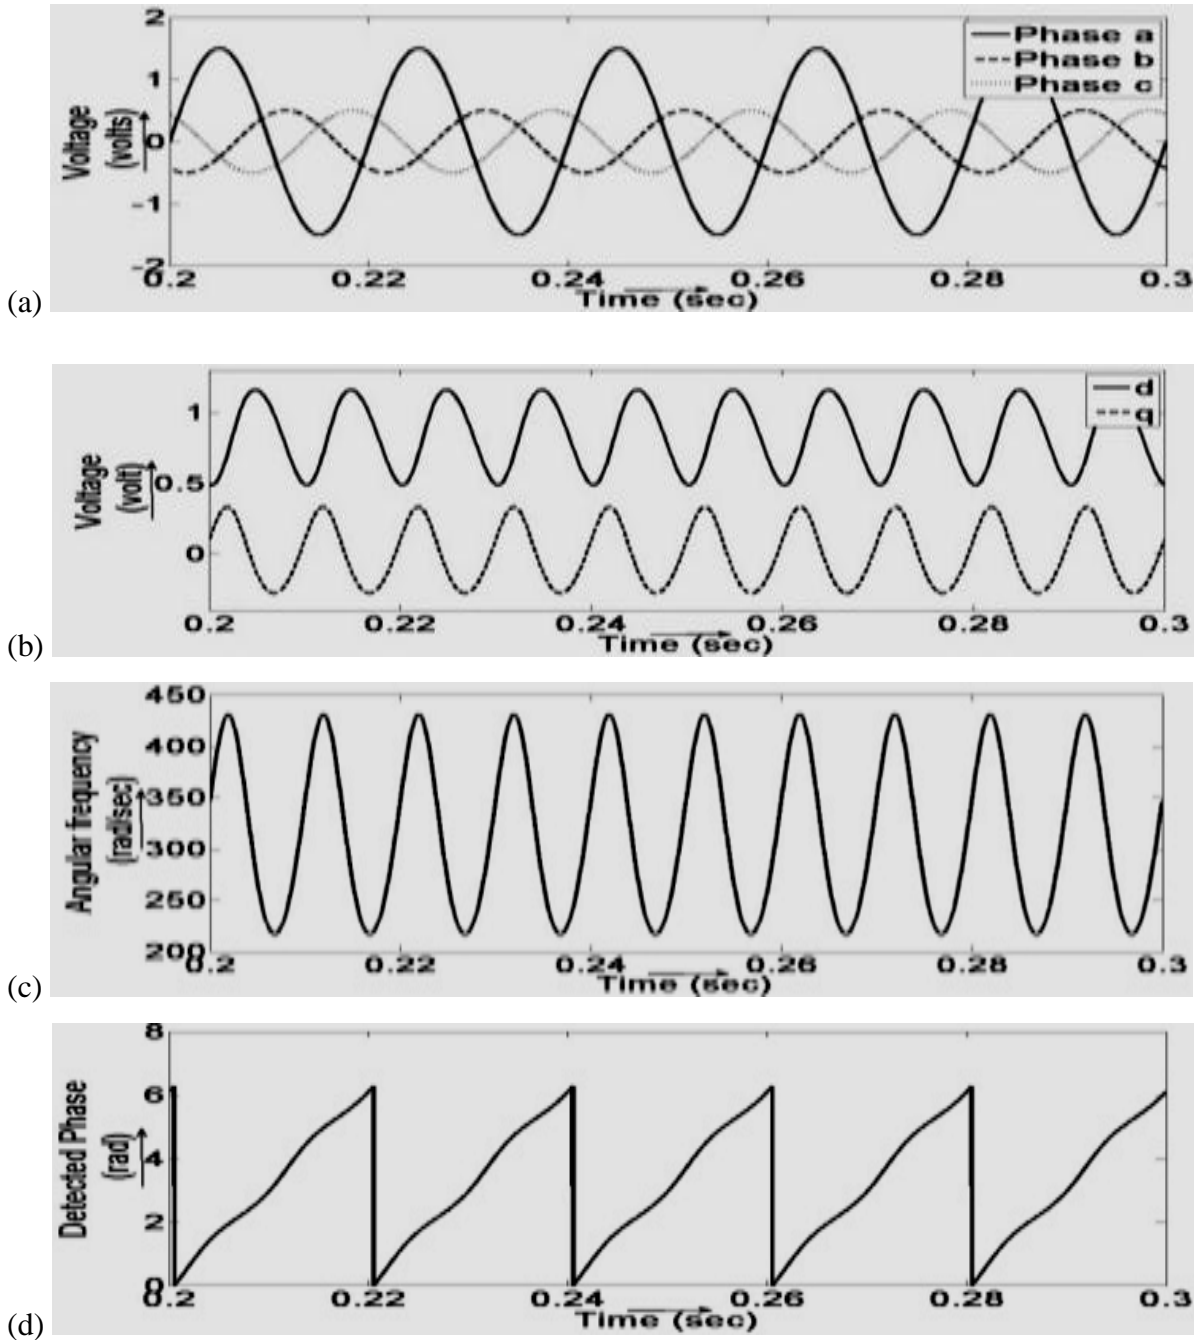 2
1
0
-1
-2
Voltage
(volts)
Phase a
Phase b
Phase c
0.2 0.22 0.24 0.26 0.28 0.3
Time (sec)
(a)
1
0.5
0
Voltage
(volt)
d
q
0.2 0.22 0.24 0.26 0.28 0.3
Time (sec)
(b)
450
400
350
300
250
200
Angular frequency
(rad/sec)
0.2 0.22 0.24 0.26 0.28 0.3
Time (sec)
(c)
8
6
4
2
0
Detected Phase
(rad)
0.2 0.22 0.24 0.26 0.28 0.3
Time (sec)
(d)